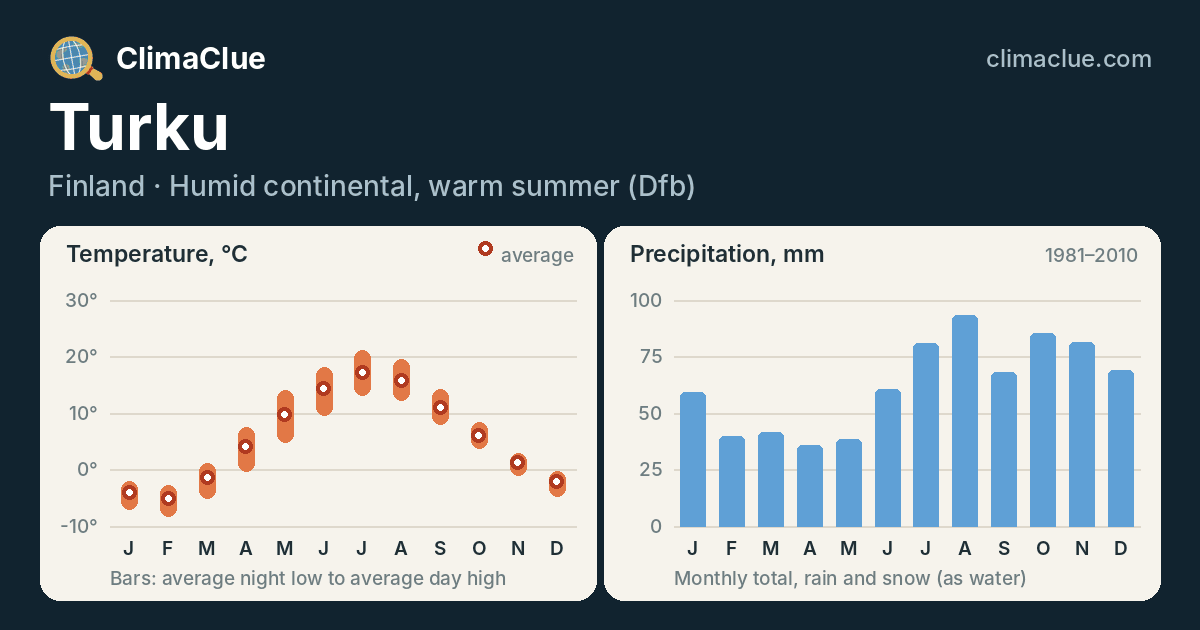 ClimaClue
climaclue.com
Turku
Finland · Humid continental, warm summer (Dfb)
Temperature, °C
average
30°
20°
10°
0°
-10°
J F M A M J J A S O N D
Bars: average night low to average day high
Precipitation, mm
1981–2010
100
75
50
25
0
J F M A M J J A S O N D
Monthly total, rain and snow (as water)